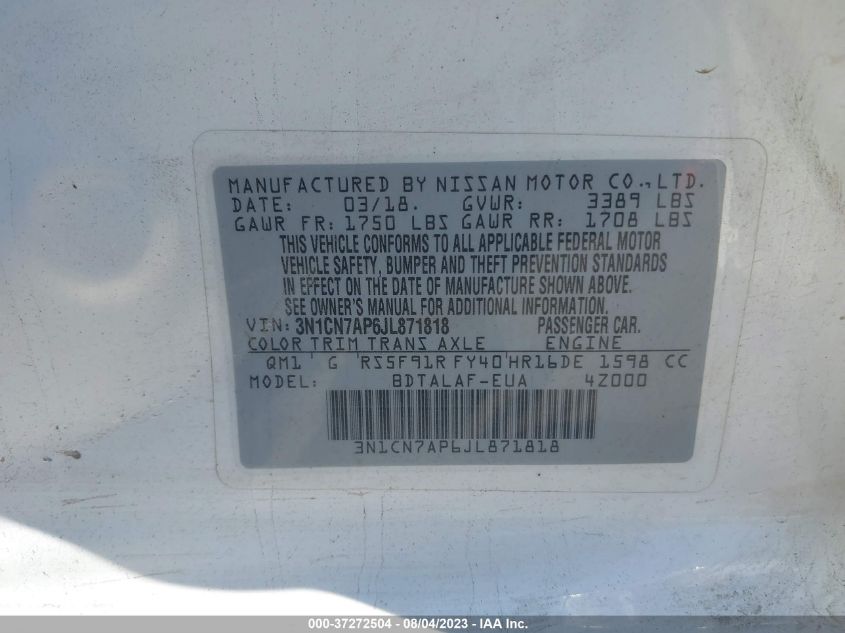 MANUFACTURED BY NISSAN MOTOR CO., LTD.
DATE: 03/18. GVWR: 3389 LBS
GAWR FR: 1750 LBS GAWR RR: 1708 LBS
THIS VEHICLE CONFORMS TO ALL APPLICABLE FEDERAL MOTOR
VEHICLE SAFETY, BUMPER AND THEFT PREVENTION STANDARDS
IN EFFECT ON THE DATE OF MANUFACTURE SHOWN ABOVE.
SEE OWNER'S MANUAL FOR ADDITIONAL INFORMATION.
VIN: 3N1CN7AP6JL871818 PASSENGER CAR.
COLOR TRIM TRANS AXLE ENGINE
QM1 G RS5F91R FY40 HR16DE 1598 CC
MODEL: BDTALAF-EUA 4Z000
3N1CN7AP6JL871818
000-37272504 - 08/04/2023 - IAAI.com